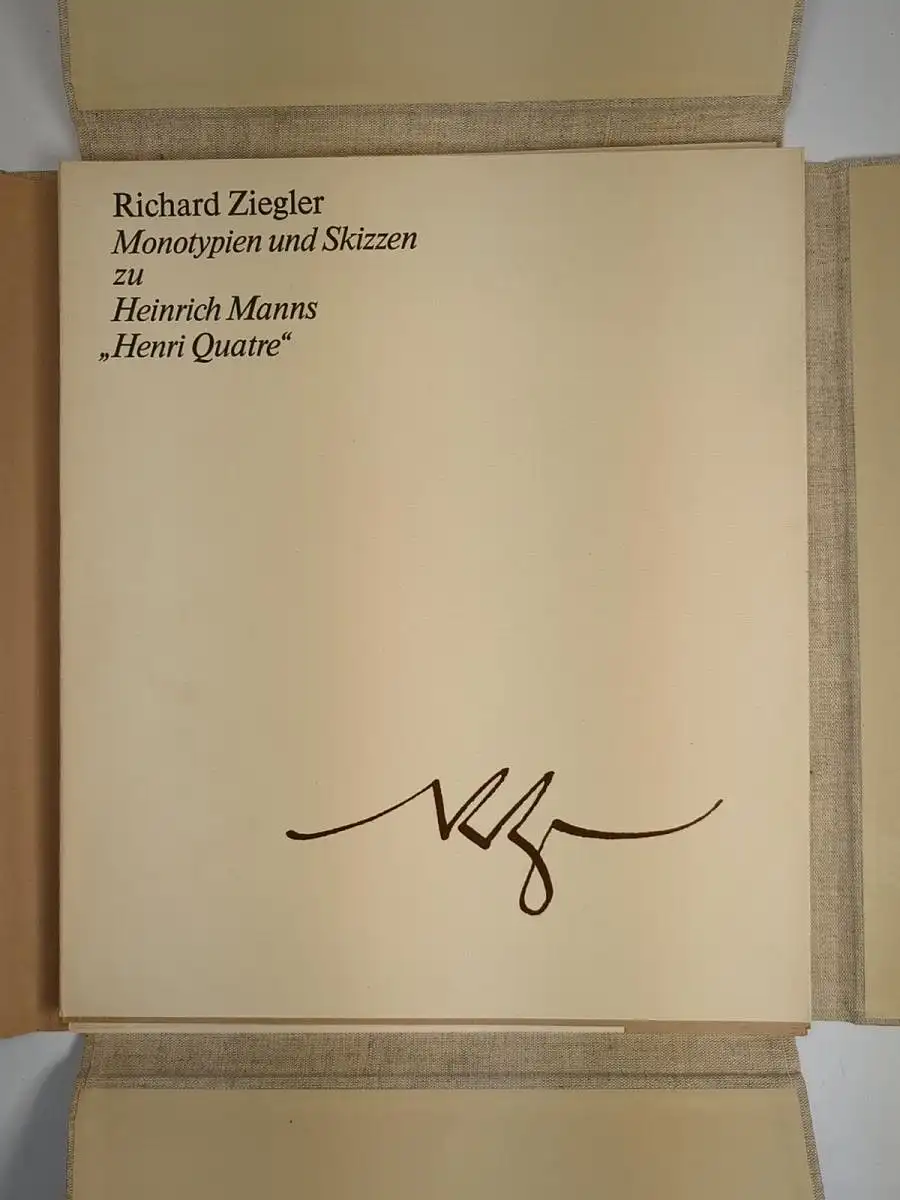 Richard Ziegler
Monotypien und Skizzen
zu
Heinrich Manns
„Henri Quatre“